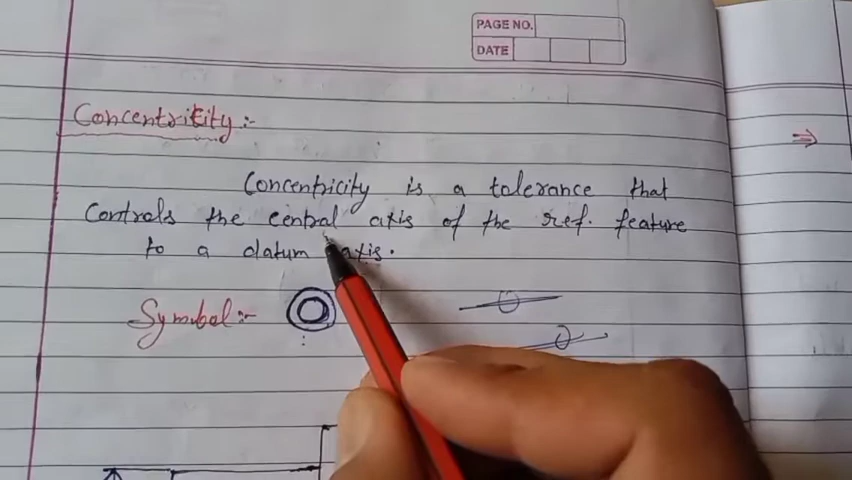 PAGE NO.
DATE
Concentricity :-
Concentricity is a tolerance that
Controls the central axis of the ref. feature
to a datum axis.
Symbol :-